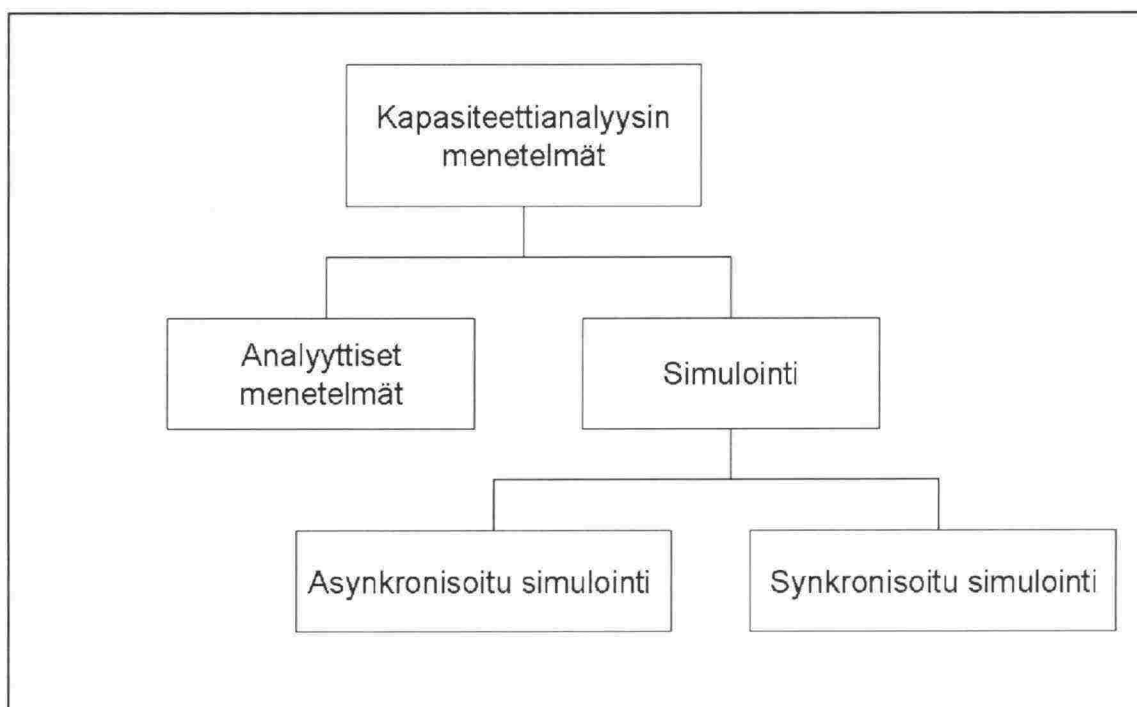 Kapasiteettianalyysin
menetelmät
Analyyttiset
menetelmät
Simulointi
Asynkronisoitu simulointi
Synkronisoitu simulointi